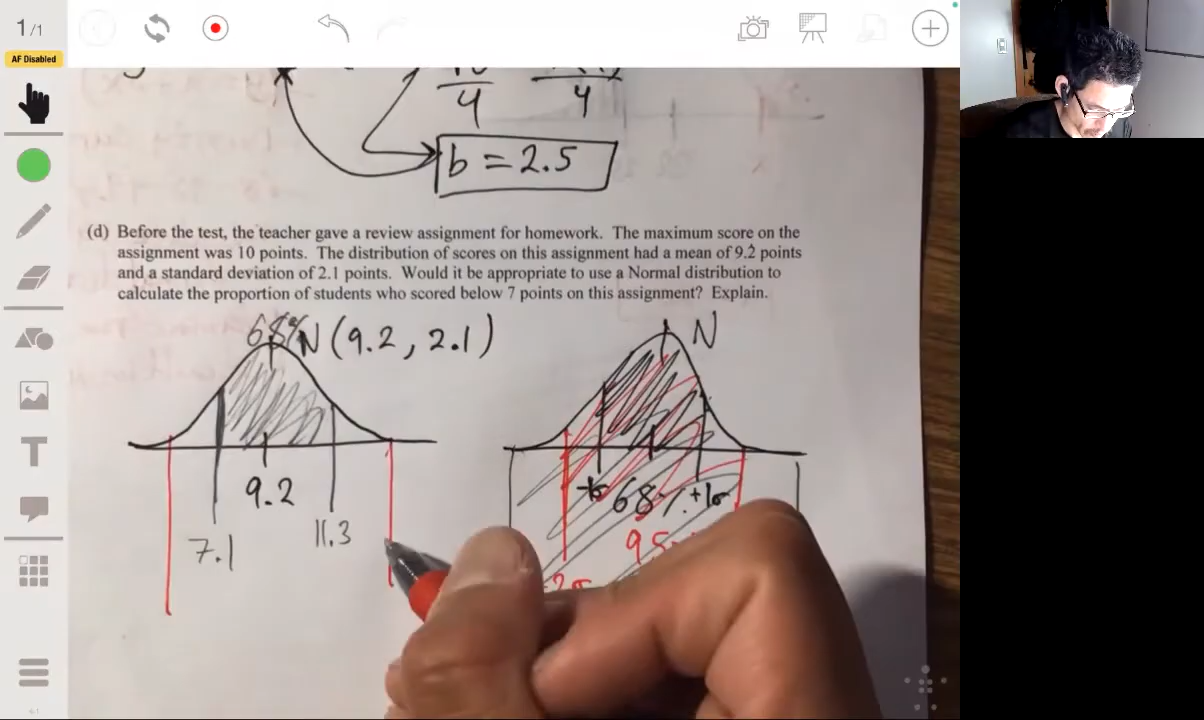 1/1
AF Disabled
4
4
b = 2.5
(d) Before the test, the teacher gave a review assignment for homework. The maximum score on the
assignment was 10 points. The distribution of scores on this assignment had a mean of 9.2 points
and a standard deviation of 2.1 points. Would it be appropriate to use a Normal distribution to
calculate the proportion of students who scored below 7 points on this assignment? Explain.
68% N (9.2, 2.1)
N
9.2
68% +1σ
7.1
11.3
95
-2σ
T